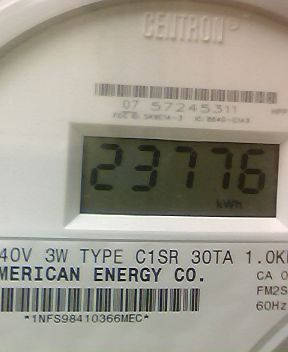 CENTRON®
07 57245311
23776
kWh
40V 3W TYPE C1SR 30TA 1.0K
MERICAN ENERGY CO.
CA 0
FM2S
60Hz
*1NFS98410366MEC*